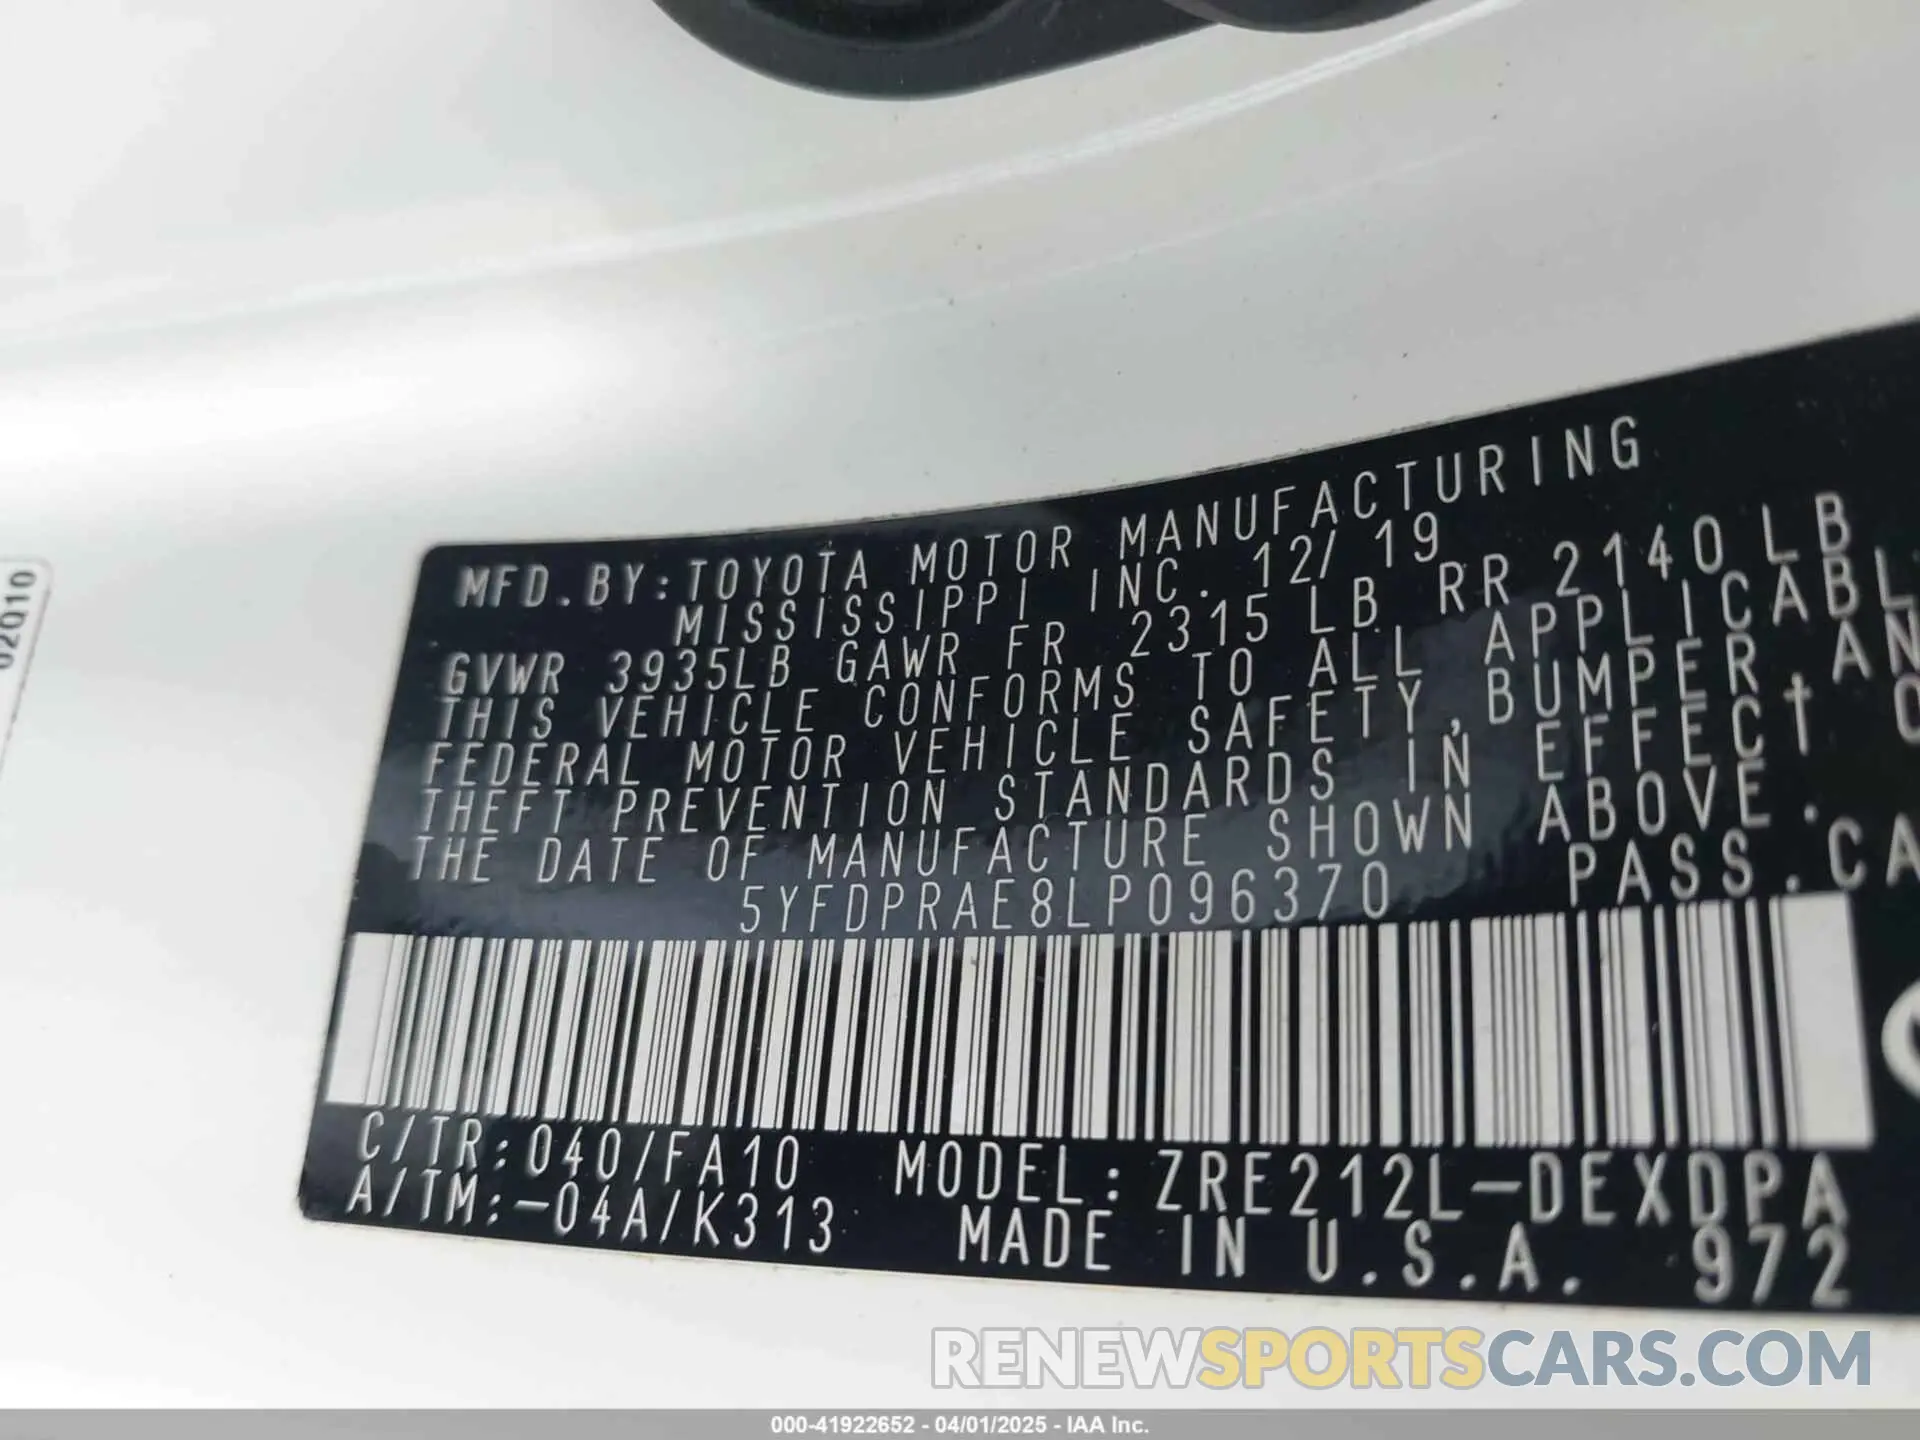 020010
MFD.BY:TOYOTA MOTOR MANUFACTURING
MISSISSIPPI INC. 12/19
GVWR 3935LB GAWR FR 2315 LB RR 2140 LB
THIS VEHICLE CONFORMS TO ALL APPLICABL
FEDERAL MOTOR VEHICLE SAFETY, BUMPER AN
THEFT PREVENTION STANDARDS IN EFFECT O
THE DATE OF MANUFACTURE SHOWN ABOVE.
5YFDPRAE8LP096370 PASS.CA
C/TR:040/FA10 MODEL:ZRE212L-DEXDPA
A/TM:-04A/K313 MADE IN U.S.A. 972
RENEWSPORTSCARS.COM
000-41922652 - 04/01/2025 - IAA Inc.